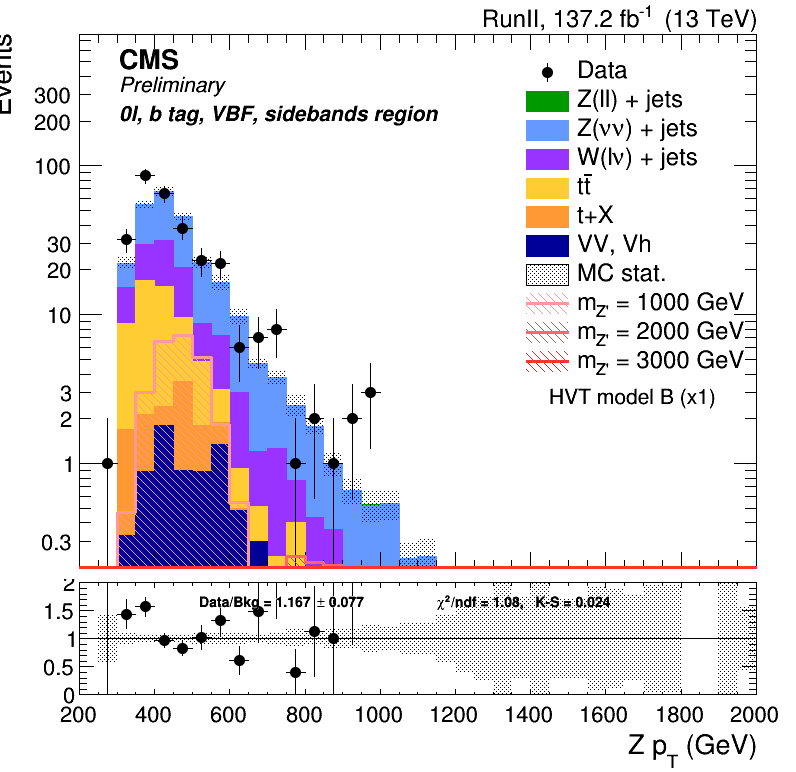 RunII, 137.2 fb⁻¹ (13 TeV)
Events
CMS
Preliminary
0l, b tag, VBF, sidebands region
Data
Z(ll) + jets
Z(νν) + jets
W(lν) + jets
tt̄
t+X
VV, Vh
MC stat.
m_Z' = 1000 GeV
m_Z' = 2000 GeV
m_Z' = 3000 GeV
HVT model B (x1)
300
200
100
30
20
10
3
2
1
0.3
Data/Bkg = 1.167 ± 0.077
χ²/ndf = 1.08, K-S = 0.024
2
1.5
1
0.5
0
200 400 600 800 1000 1200 1400 1600 1800 2000
Z p_T (GeV)